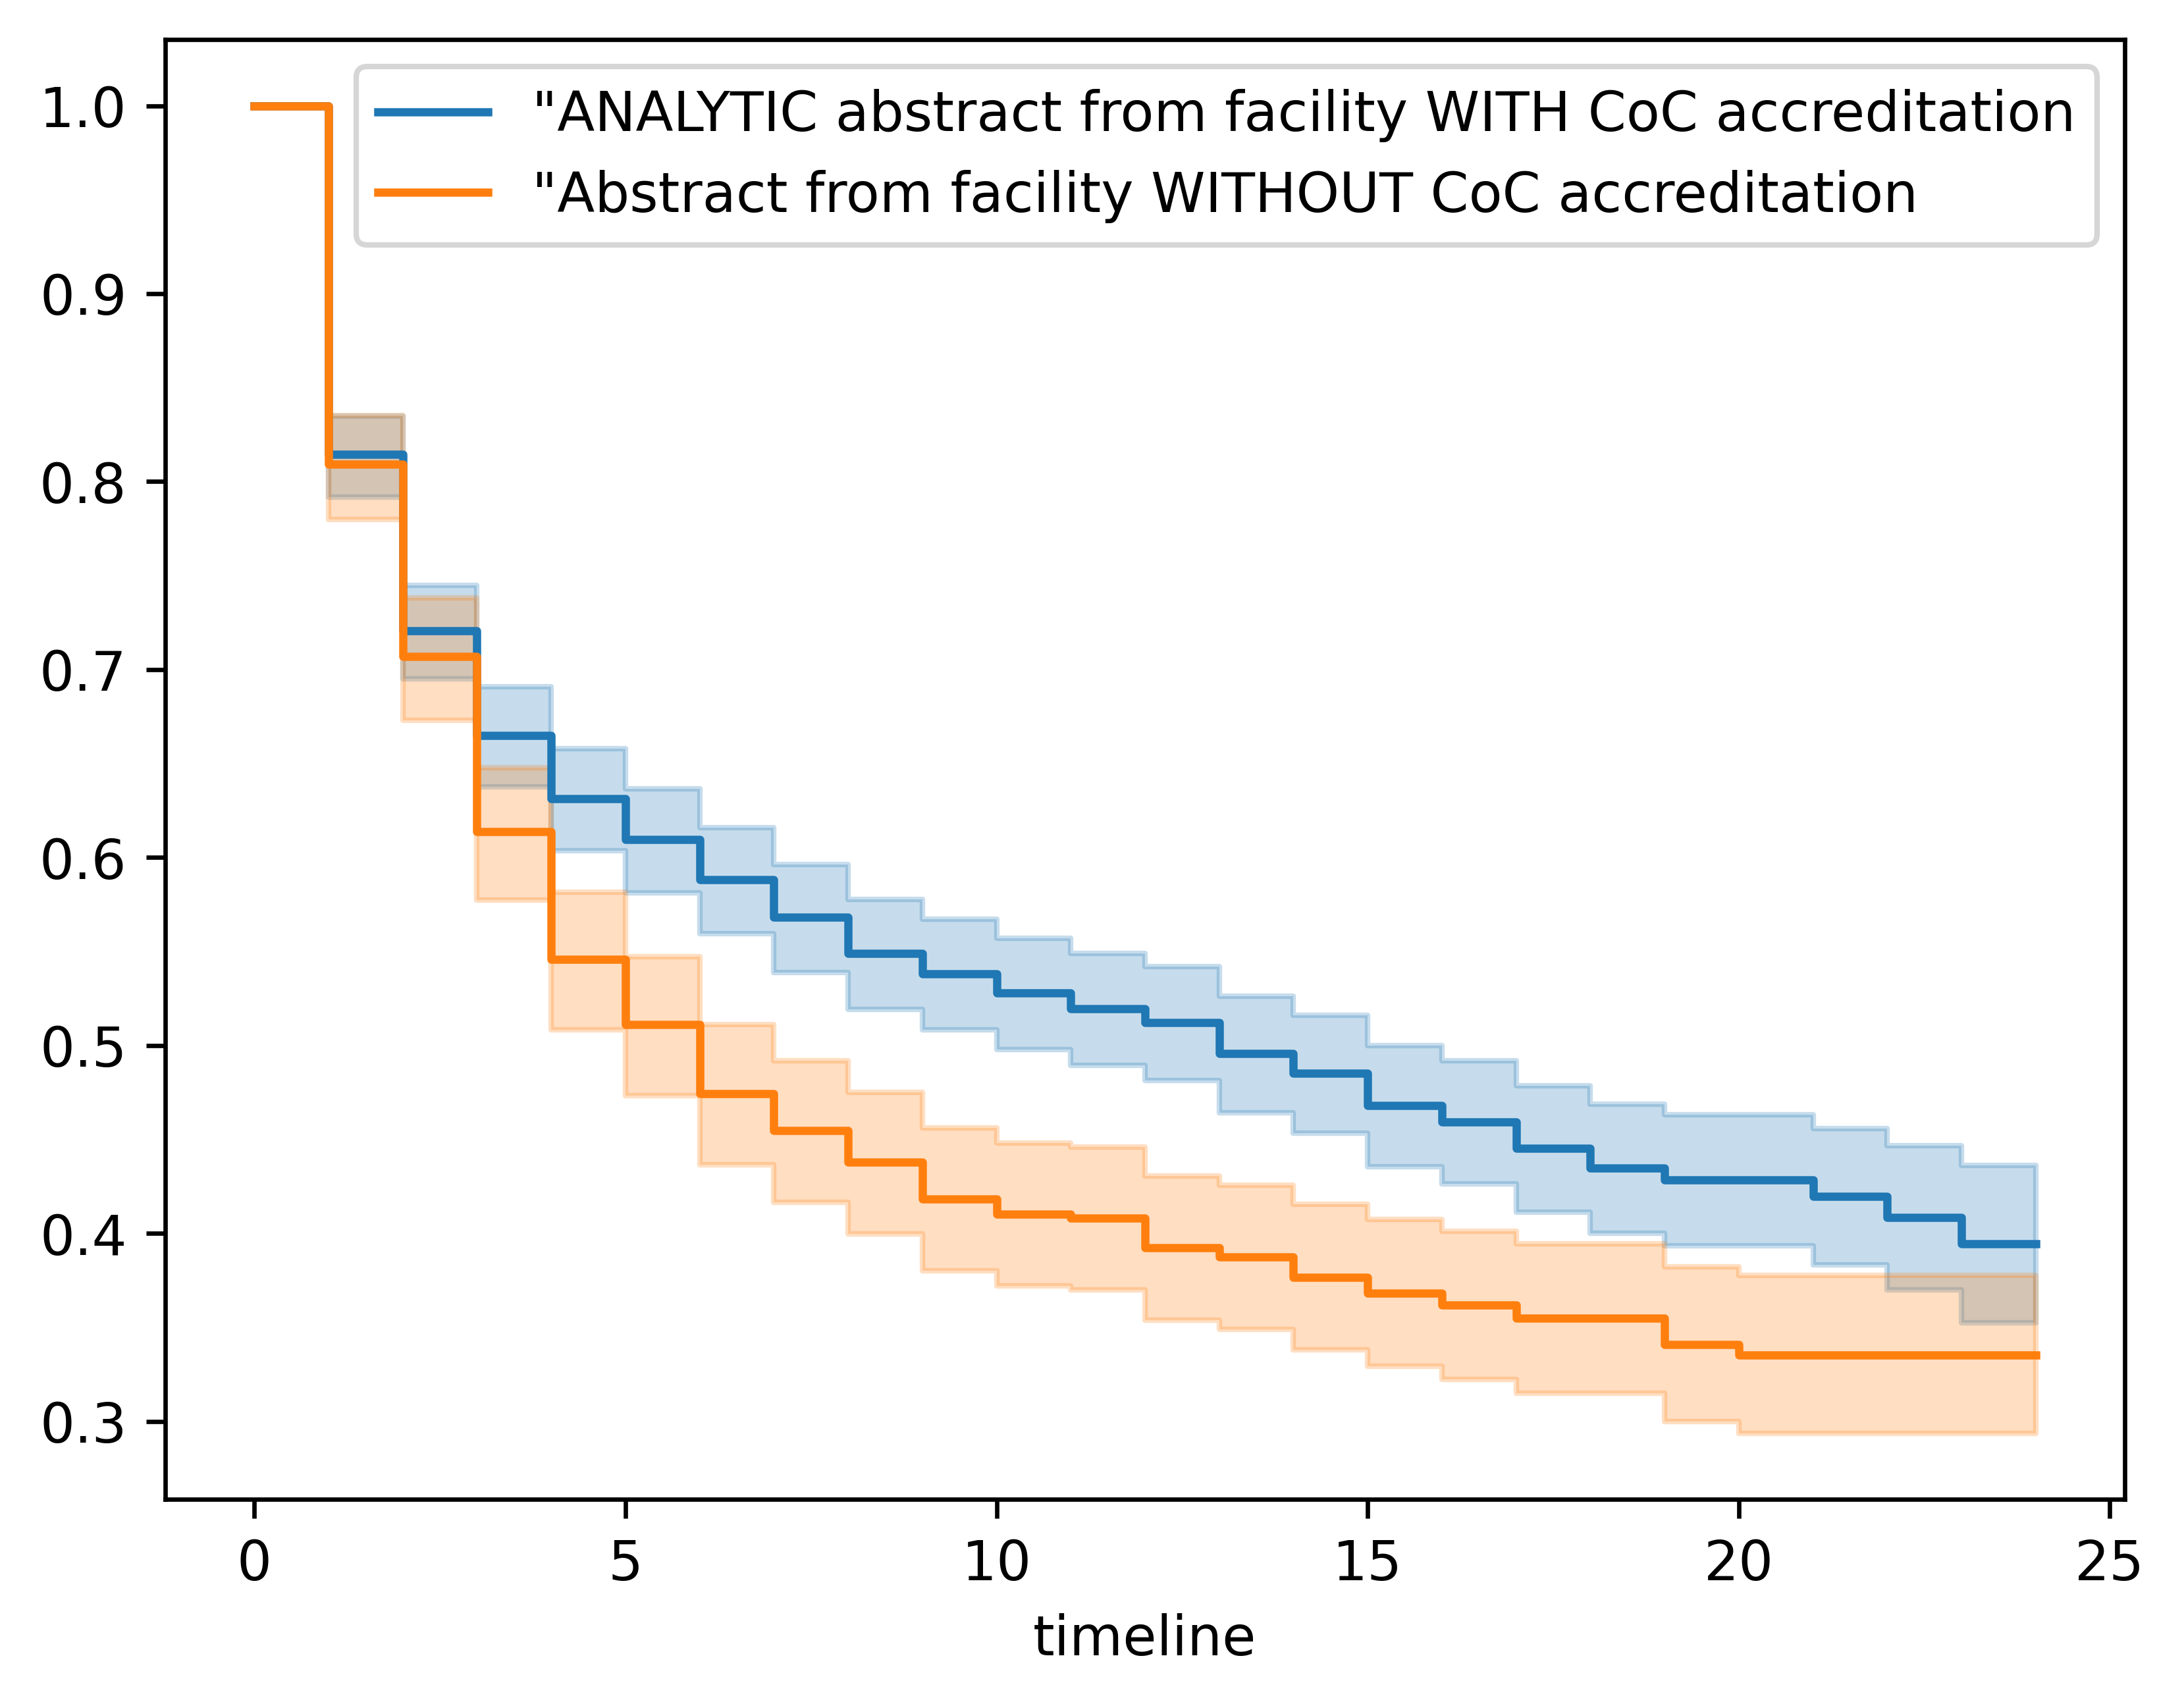 "ANALYTIC abstract from facility WITH CoC accreditation
"Abstract from facility WITHOUT CoC accreditation
1.0
0.9
0.8
0.7
0.6
0.5
0.4
0.3
0 5 10 15 20 25
timeline